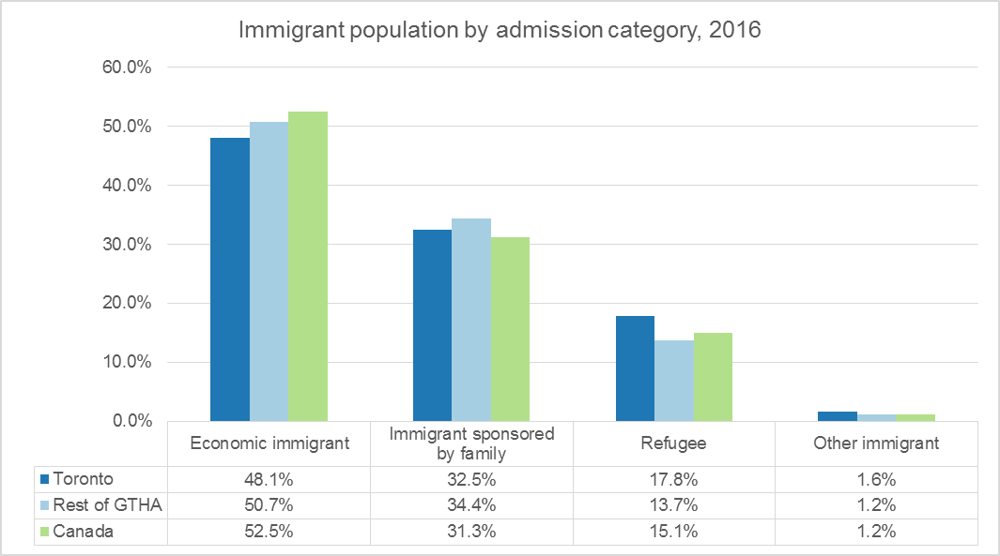 Immigrant population by admission category, 2016
60.0%
50.0%
40.0%
30.0%
20.0%
10.0%
0.0%
Economic immigrant
Immigrant sponsored
by family
Refugee
Other immigrant
Toronto 48.1% 32.5% 17.8% 1.6%
Rest of GTHA 50.7% 34.4% 13.7% 1.2%
Canada 52.5% 31.3% 15.1% 1.2%